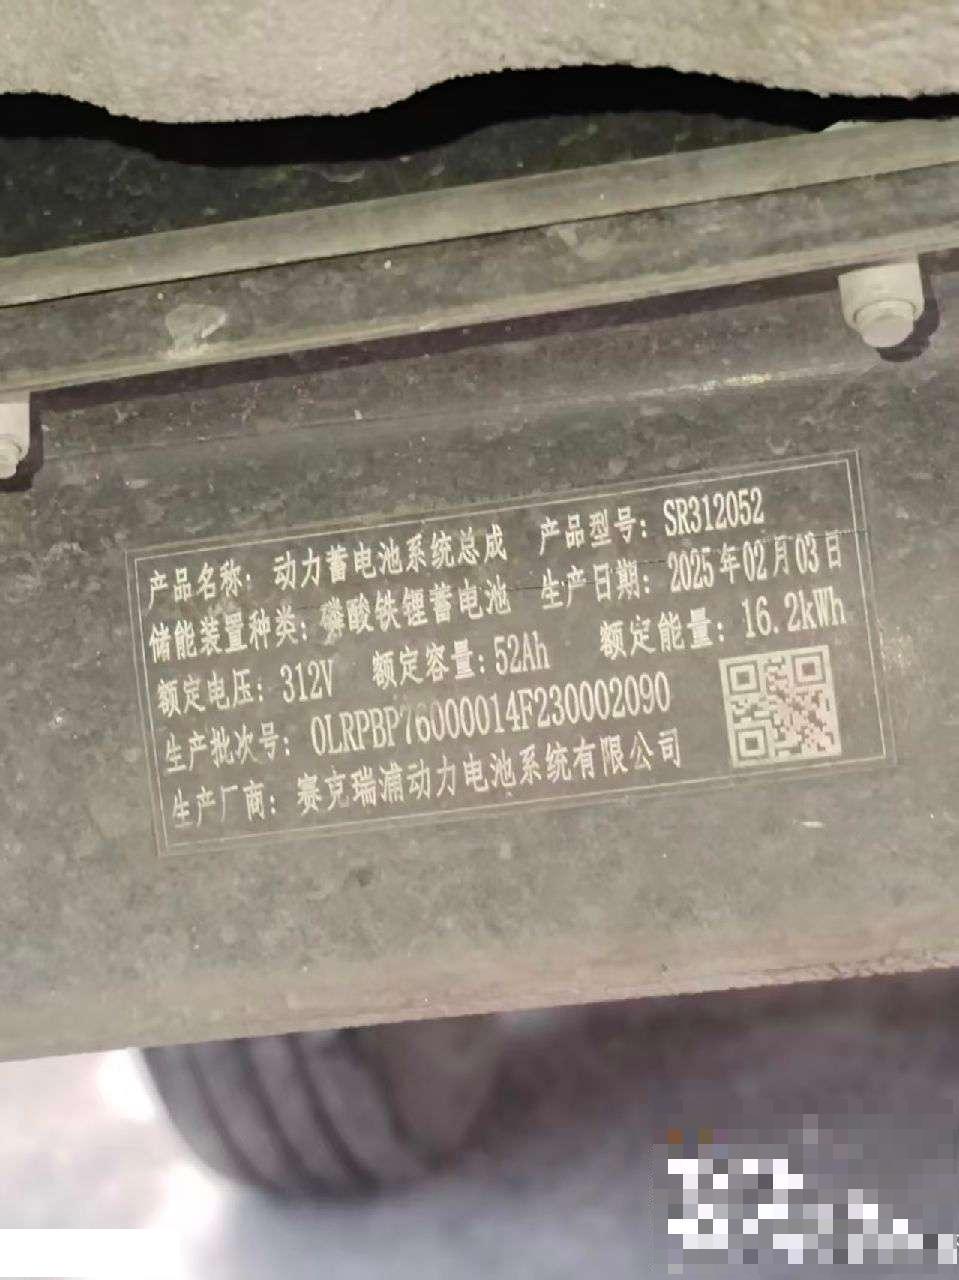 产品名称：动力蓄电池系统总成 产品型号：SR312052
储能装置种类：磷酸铁锂蓄电池 生产日期：2025年02月03日
额定电压：312V 额定容量：52Ah 额定能量：16.2kWh
生产批次号：0LRPBP76000014F230002090
生产厂商：赛克瑞浦动力电池系统有限公司